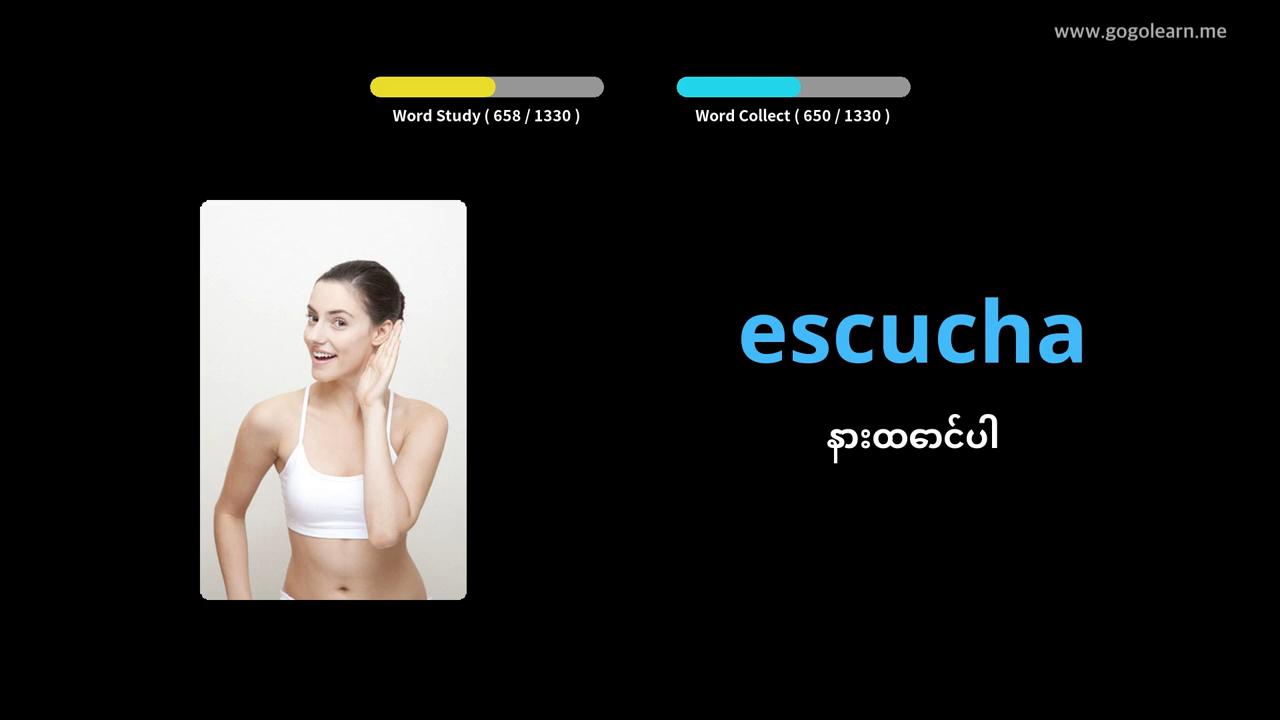 www.gogolearn.me
Word Study ( 658 / 1330 )
Word Collect ( 650 / 1330 )
escucha
နားထောင်ပါ